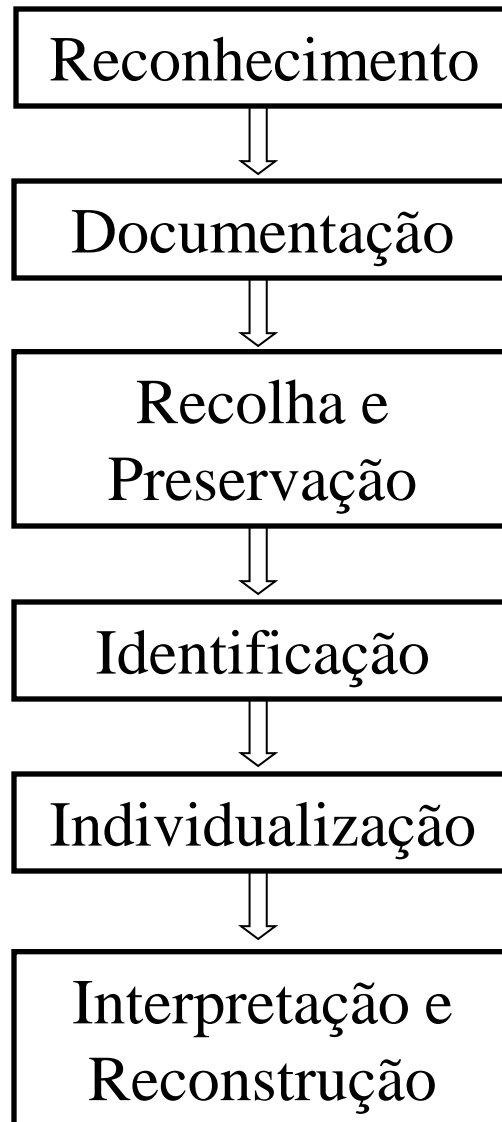 Reconhecimento
Documentação
Recolha e
Preservação
Identificação
Individualização
Interpretação e
Reconstrução